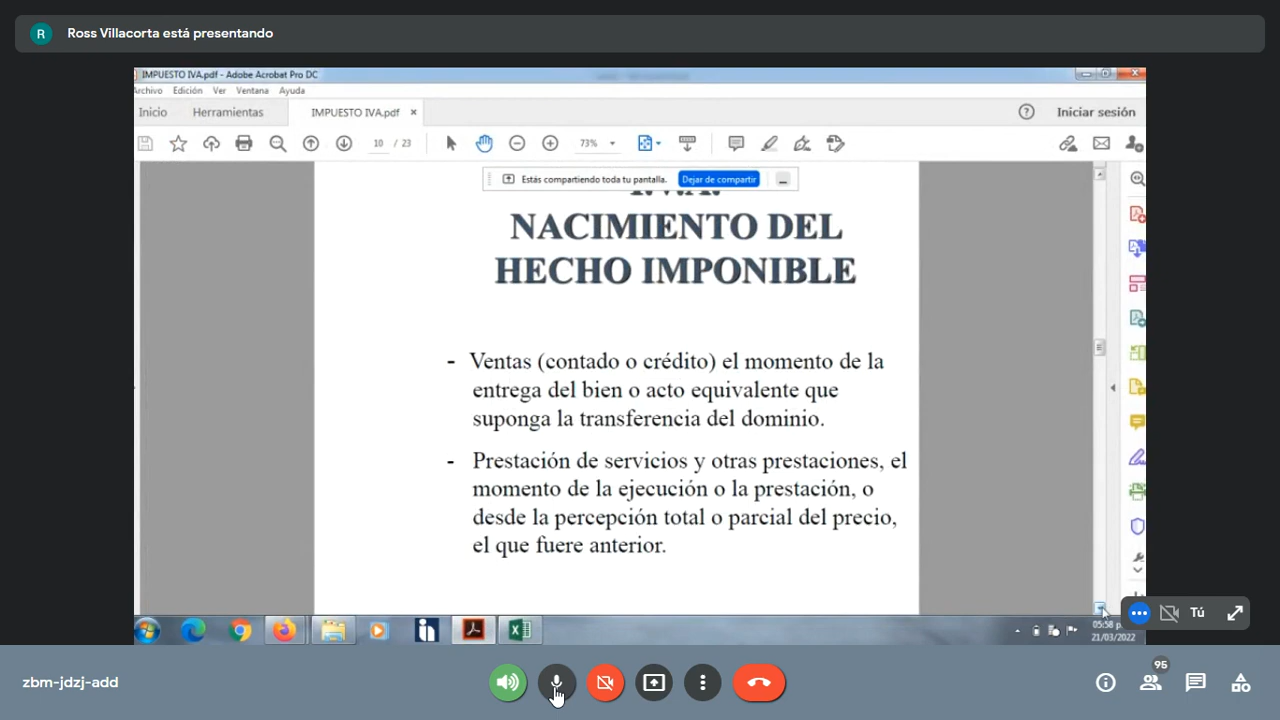 R Ross Villacorta está presentando
IMPUESTO IVA.pdf - Adobe Acrobat Pro DC
Archivo Edición Ver Ventana Ayuda
Inicio Herramientas IMPUESTO IVA.pdf × Iniciar sesión
10 / 23 73%
Estás compartiendo toda tu pantalla. Dejar de compartir
I.V.A.
NACIMIENTO DEL
HECHO IMPONIBLE
- Ventas (contado o crédito) el momento de la
entrega del bien o acto equivalente que
suponga la transferencia del dominio.
- Prestación de servicios y otras prestaciones, el
momento de la ejecución o la prestación, o
desde la percepción total o parcial del precio,
el que fuere anterior.
Tú
05:58 p.
21/03/2022
zbm-jdzj-add
95